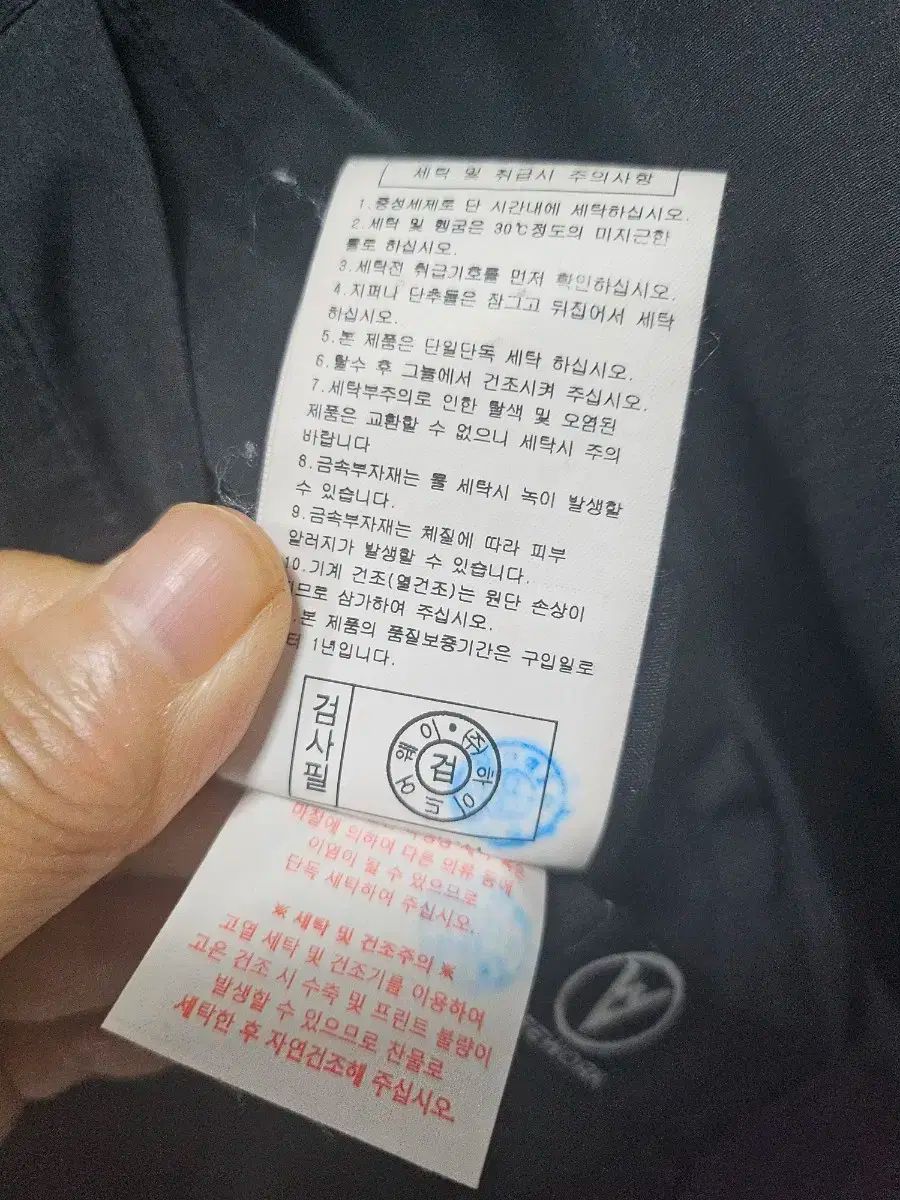 세탁 및 취급시 주의사항
1.중성세제로 단 시간내에 세탁하십시오.
2.세탁 및 헹굼은 30℃정도의 미지근한
물로 하십시오.
3.세탁전 취급기호를 먼저 확인하십시오.
4.지퍼나 단추들은 잠그고 뒤집어서 세탁
하십시오.
5.본 제품은 단일단독 세탁 하십시오.
6.탈수 후 그늘에서 건조시켜 주십시오.
7.세탁부주의로 인한 탈색 및 오염된
제품은 교환할 수 없으니 세탁시 주의
바랍니다
8.금속부자재는 물 세탁시 녹이 발생할
수 있습니다.
9.금속부자재는 체질에 따라 피부
알러지가 발생할 수 있습니다.
10.기계 건조(열건조)는 원단 손상이
므로 삼가하여 주십시오.
.본 제품의 품질보증기간은 구입일로
터 1년입니다.
검사필
검
마찰에 의하여 다른 의류 등에
이염이 될 수 있으므로
단독 세탁하여 주십시오.
※ 세탁 및 건조주의 ※
고열 세탁 및 건조기를 이용하여
고온 건조 시 수축 및 프린트 불량이
발생할 수 있으므로 찬물로
세탁한 후 자연건조해 주십시오.